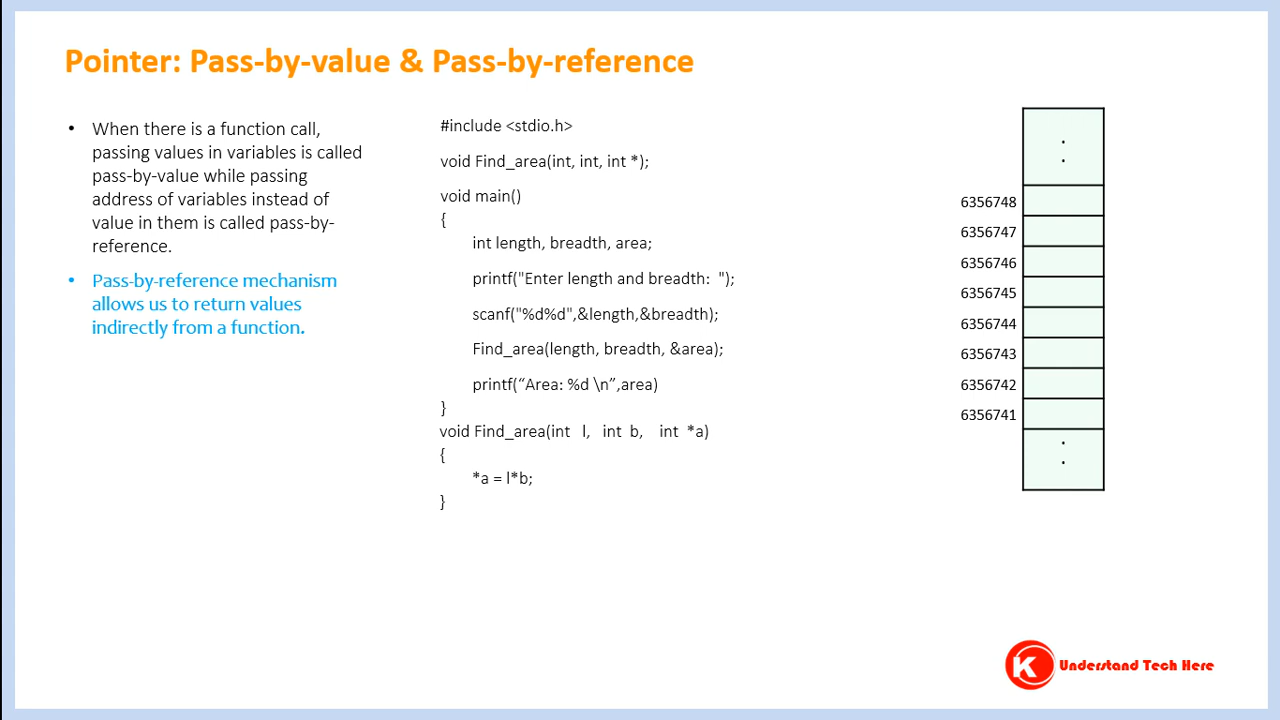 Pointer: Pass-by-value & Pass-by-reference
• When there is a function call,
passing values in variables is called
pass-by-value while passing
address of variables instead of
value in them is called pass-by-
reference.
• Pass-by-reference mechanism
allows us to return values
indirectly from a function.
#include <stdio.h>
void Find_area(int, int, int *);
void main()
{
int length, breadth, area;
printf("Enter length and breadth:  ");
scanf("%d%d",&length,&breadth);
Find_area(length, breadth, &area);
printf(“Area: %d \n”,area)
}
void Find_area(int  l,  int  b,   int  *a)
{
*a = l*b;
}
.
.
6356748
6356747
6356746
6356745
6356744
6356743
6356742
6356741
.
.
K Understand Tech Here